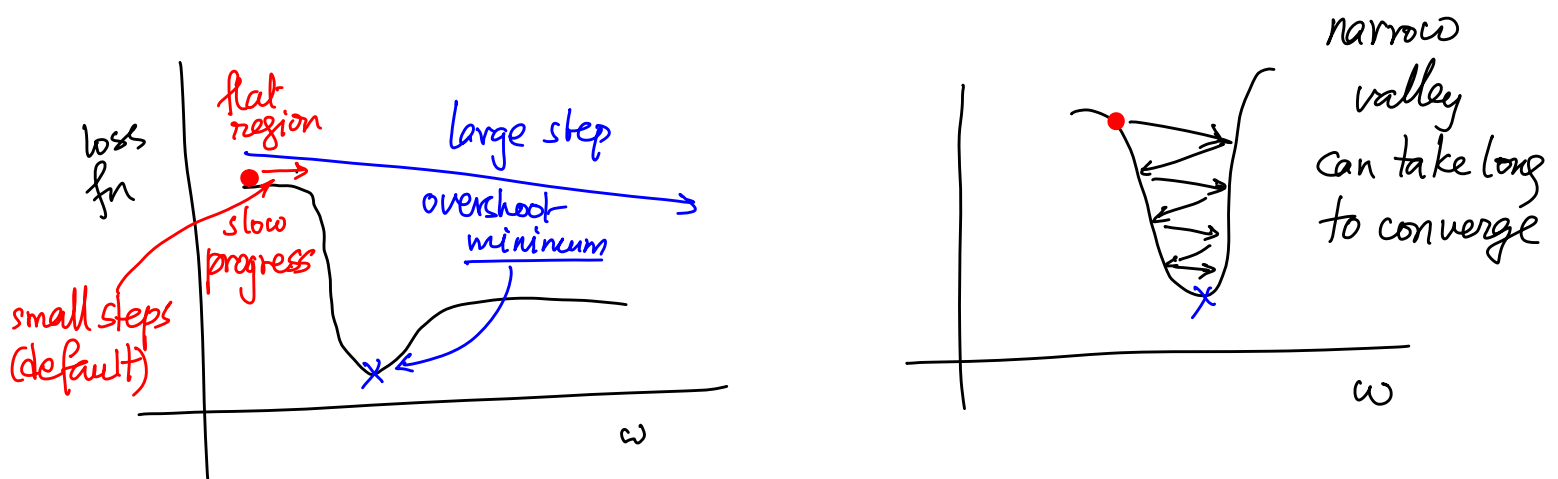 loss
fn
flat
region
slow
progress
small steps
(default)
large step
overshoot
minimum
ω
narrow
valley
can take long
to converge
ω